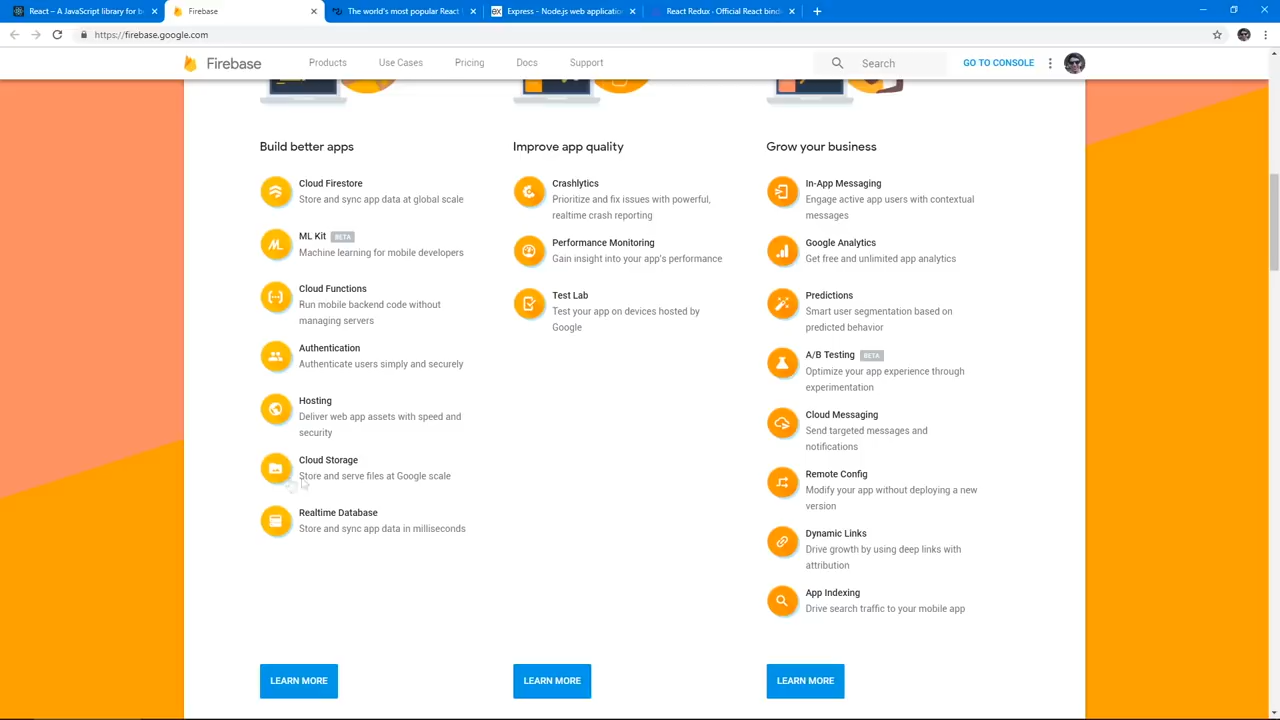 React – A JavaScript library for b
Firebase
The world's most popular React
Express - Node.js web application
React Redux · Official React bind
https://firebase.google.com
Firebase
Products
Use Cases
Pricing
Docs
Support
Search
GO TO CONSOLE
Build better apps
Cloud Firestore
Store and sync app data at global scale
ML Kit BETA
Machine learning for mobile developers
Cloud Functions
Run mobile backend code without
managing servers
Authentication
Authenticate users simply and securely
Hosting
Deliver web app assets with speed and
security
Cloud Storage
Store and serve files at Google scale
Realtime Database
Store and sync app data in milliseconds
LEARN MORE
Improve app quality
Crashlytics
Prioritize and fix issues with powerful,
realtime crash reporting
Performance Monitoring
Gain insight into your app's performance
Test Lab
Test your app on devices hosted by
Google
LEARN MORE
Grow your business
In-App Messaging
Engage active app users with contextual
messages
Google Analytics
Get free and unlimited app analytics
Predictions
Smart user segmentation based on
predicted behavior
A/B Testing BETA
Optimize your app experience through
experimentation
Cloud Messaging
Send targeted messages and
notifications
Remote Config
Modify your app without deploying a new
version
Dynamic Links
Drive growth by using deep links with
attribution
App Indexing
Drive search traffic to your mobile app
LEARN MORE